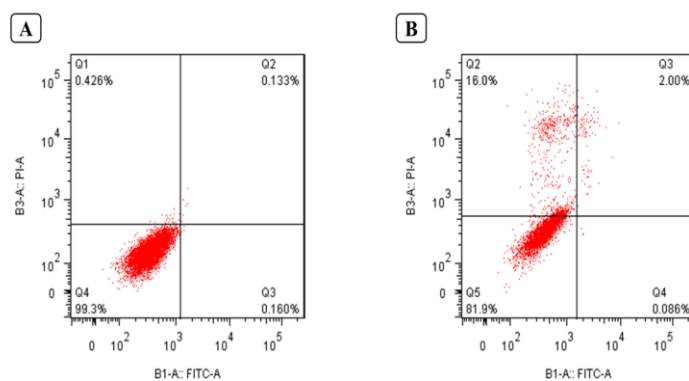 A
Q1
0.426%
Q2
0.133%
10^5
10^4
10^3
10^2
0
B3-A:: PI-A
Q4
99.3%
Q3
0.160%
0 10^2 10^3 10^4 10^5
B1-A:: FITC-A
B
Q2
16.0%
Q3
2.00%
10^5
10^4
10^3
10^2
0
B3-A:: PI-A
Q5
81.9%
Q4
0.086%
0 10^2 10^3 10^4 10^5
B1-A:: FITC-A